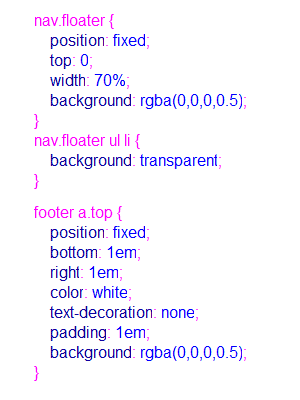 nav.floater {
    position: fixed;
    top: 0;
    width: 70%;
    background: rgba(0,0,0,0.5);
}
nav.floater ul li {
    background: transparent;
}
footer a.top {
    position: fixed;
    bottom: 1em;
    right: 1em;
    color: white;
    text-decoration: none;
    padding: 1em;
    background: rgba(0,0,0,0.5);
}